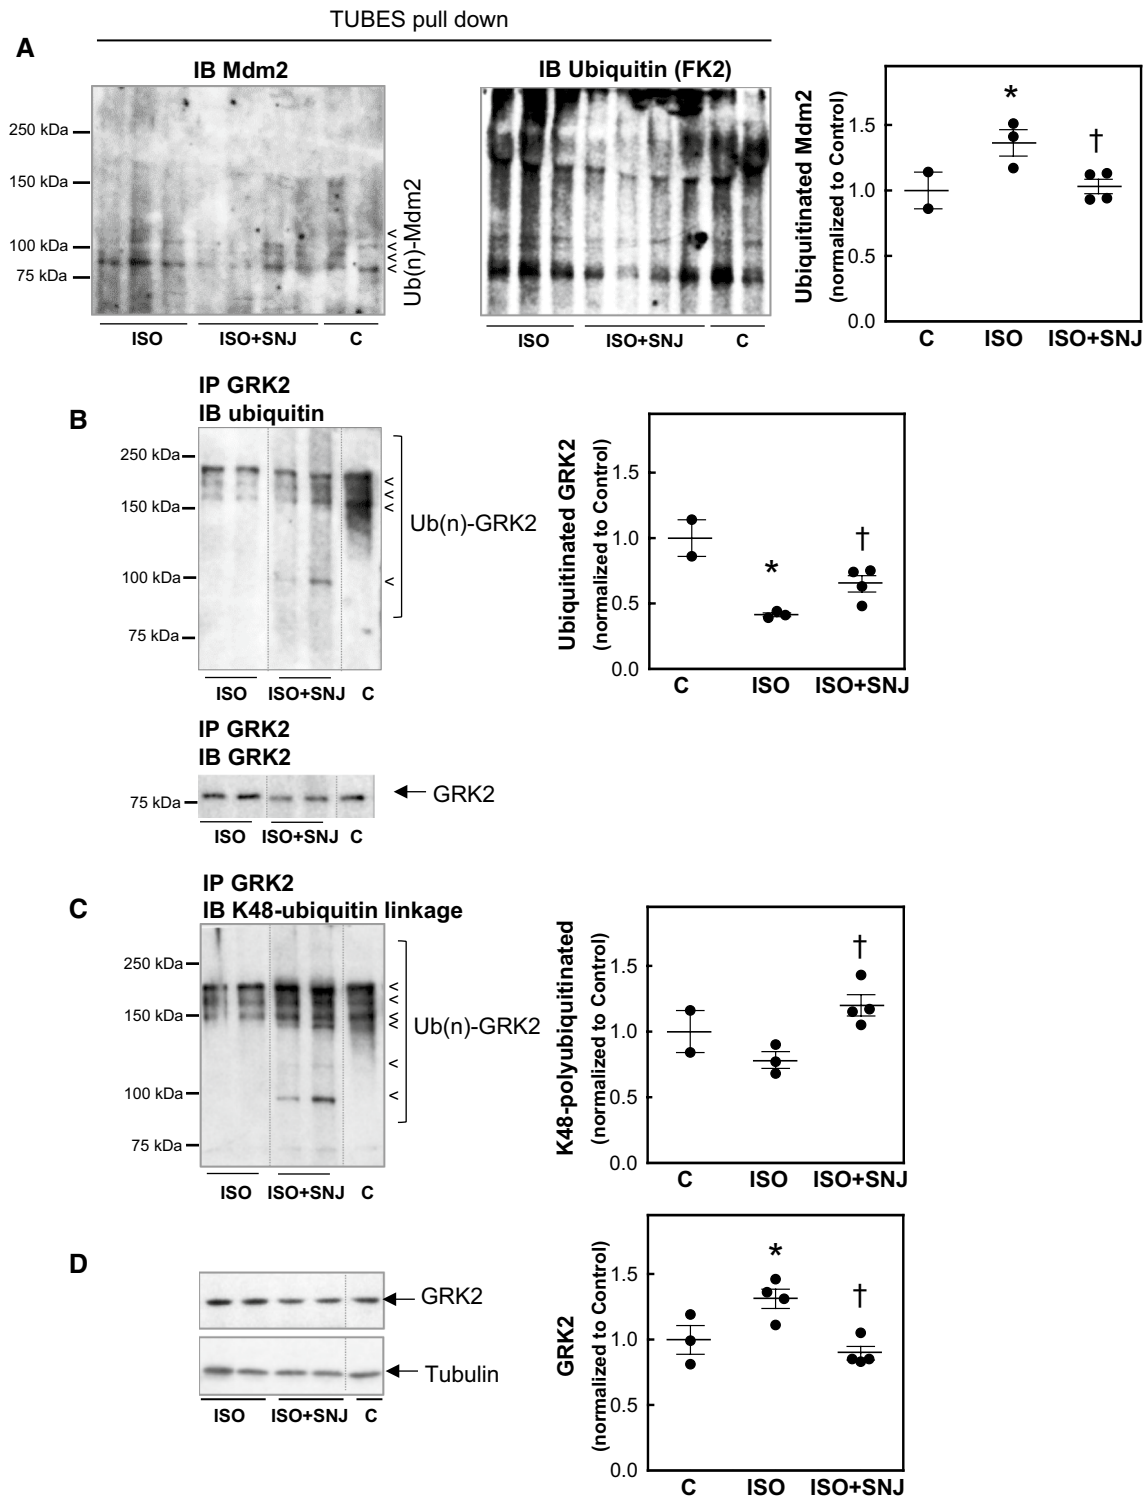 TUBES pull down
A
IB Mdm2
IB Ubiquitin (FK2)
250 kDa
150 kDa
100 kDa
75 kDa
<
<
<
<
Ub(n)-Mdm2
ISO
ISO+SNJ
C
ISO
ISO+SNJ
C
Ubiquitinated Mdm2
(normalized to Control)
1.5
1.0
0.5
0.0
*
†
C
ISO
ISO+SNJ
B
IP GRK2
IB ubiquitin
250 kDa
150 kDa
100 kDa
75 kDa
<
<
<
<
Ub(n)-GRK2
ISO
ISO+SNJ
C
Ubiquitinated GRK2
(normalized to Control)
1.5
1.0
0.5
0.0
*
†
C
ISO
ISO+SNJ
IP GRK2
IB GRK2
75 kDa
GRK2
ISO
ISO+SNJ
C
C
IP GRK2
IB K48-ubiquitin linkage
250 kDa
150 kDa
100 kDa
75 kDa
<
<
<
<
<
<
Ub(n)-GRK2
ISO
ISO+SNJ
C
K48-polyubiquitinated
(normalized to Control)
1.5
1.0
0.5
0.0
†
C
ISO
ISO+SNJ
D
GRK2
Tubulin
ISO
ISO+SNJ
C
GRK2
(normalized to Control)
1.5
1.0
0.5
0.0
*
†
C
ISO
ISO+SNJ